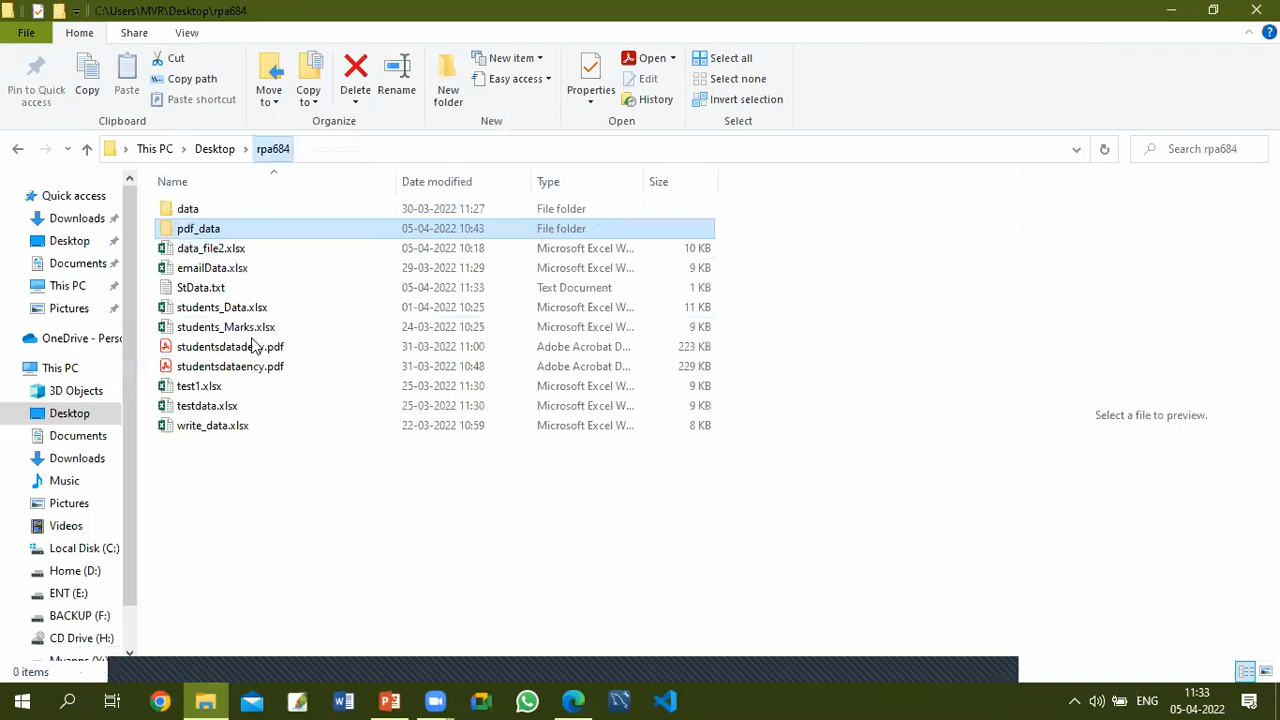 C:\Users\MVR\Desktop\rpa684
File Home Share View
Pin to Quick access
Copy
Paste
Cut
Copy path
Paste shortcut
Clipboard
Move to
Copy to
Delete
Rename
Organize
New folder
New item
Easy access
New
Properties
Open
Edit
History
Open
Select all
Select none
Invert selection
Select
This PC Desktop rpa684
Search rpa684
Name Date modified Type Size
Quick access
Downloads
Desktop
Documents
This PC
Pictures
OneDrive - Perso
This PC
3D Objects
Desktop
Documents
Downloads
Music
Pictures
Videos
Local Disk (C:)
Home (D:)
ENT (E:)
BACKUP (F:)
CD Drive (H:)
data 30-03-2022 11:27 File folder
pdf_data 05-04-2022 10:43 File folder
data_file2.xlsx 05-04-2022 10:18 Microsoft Excel W... 10 KB
emailData.xlsx 29-03-2022 11:29 Microsoft Excel W... 9 KB
StData.txt 05-04-2022 11:33 Text Document 1 KB
students_Data.xlsx 01-04-2022 10:25 Microsoft Excel W... 11 KB
students_Marks.xlsx 24-03-2022 10:25 Microsoft Excel W... 9 KB
31-03-2022 11:00 Adobe Acrobat D... 223 KB
studentsdataency.pdf 31-03-2022 10:48 Adobe Acrobat D... 229 KB
test1.xlsx 25-03-2022 11:30 Microsoft Excel W... 9 KB
testdata.xlsx 25-03-2022 11:30 Microsoft Excel W... 9 KB
write_data.xlsx 22-03-2022 10:59 Microsoft Excel W... 8 KB
Select a file to preview.
0 items
ENG
11:33
05-04-2022